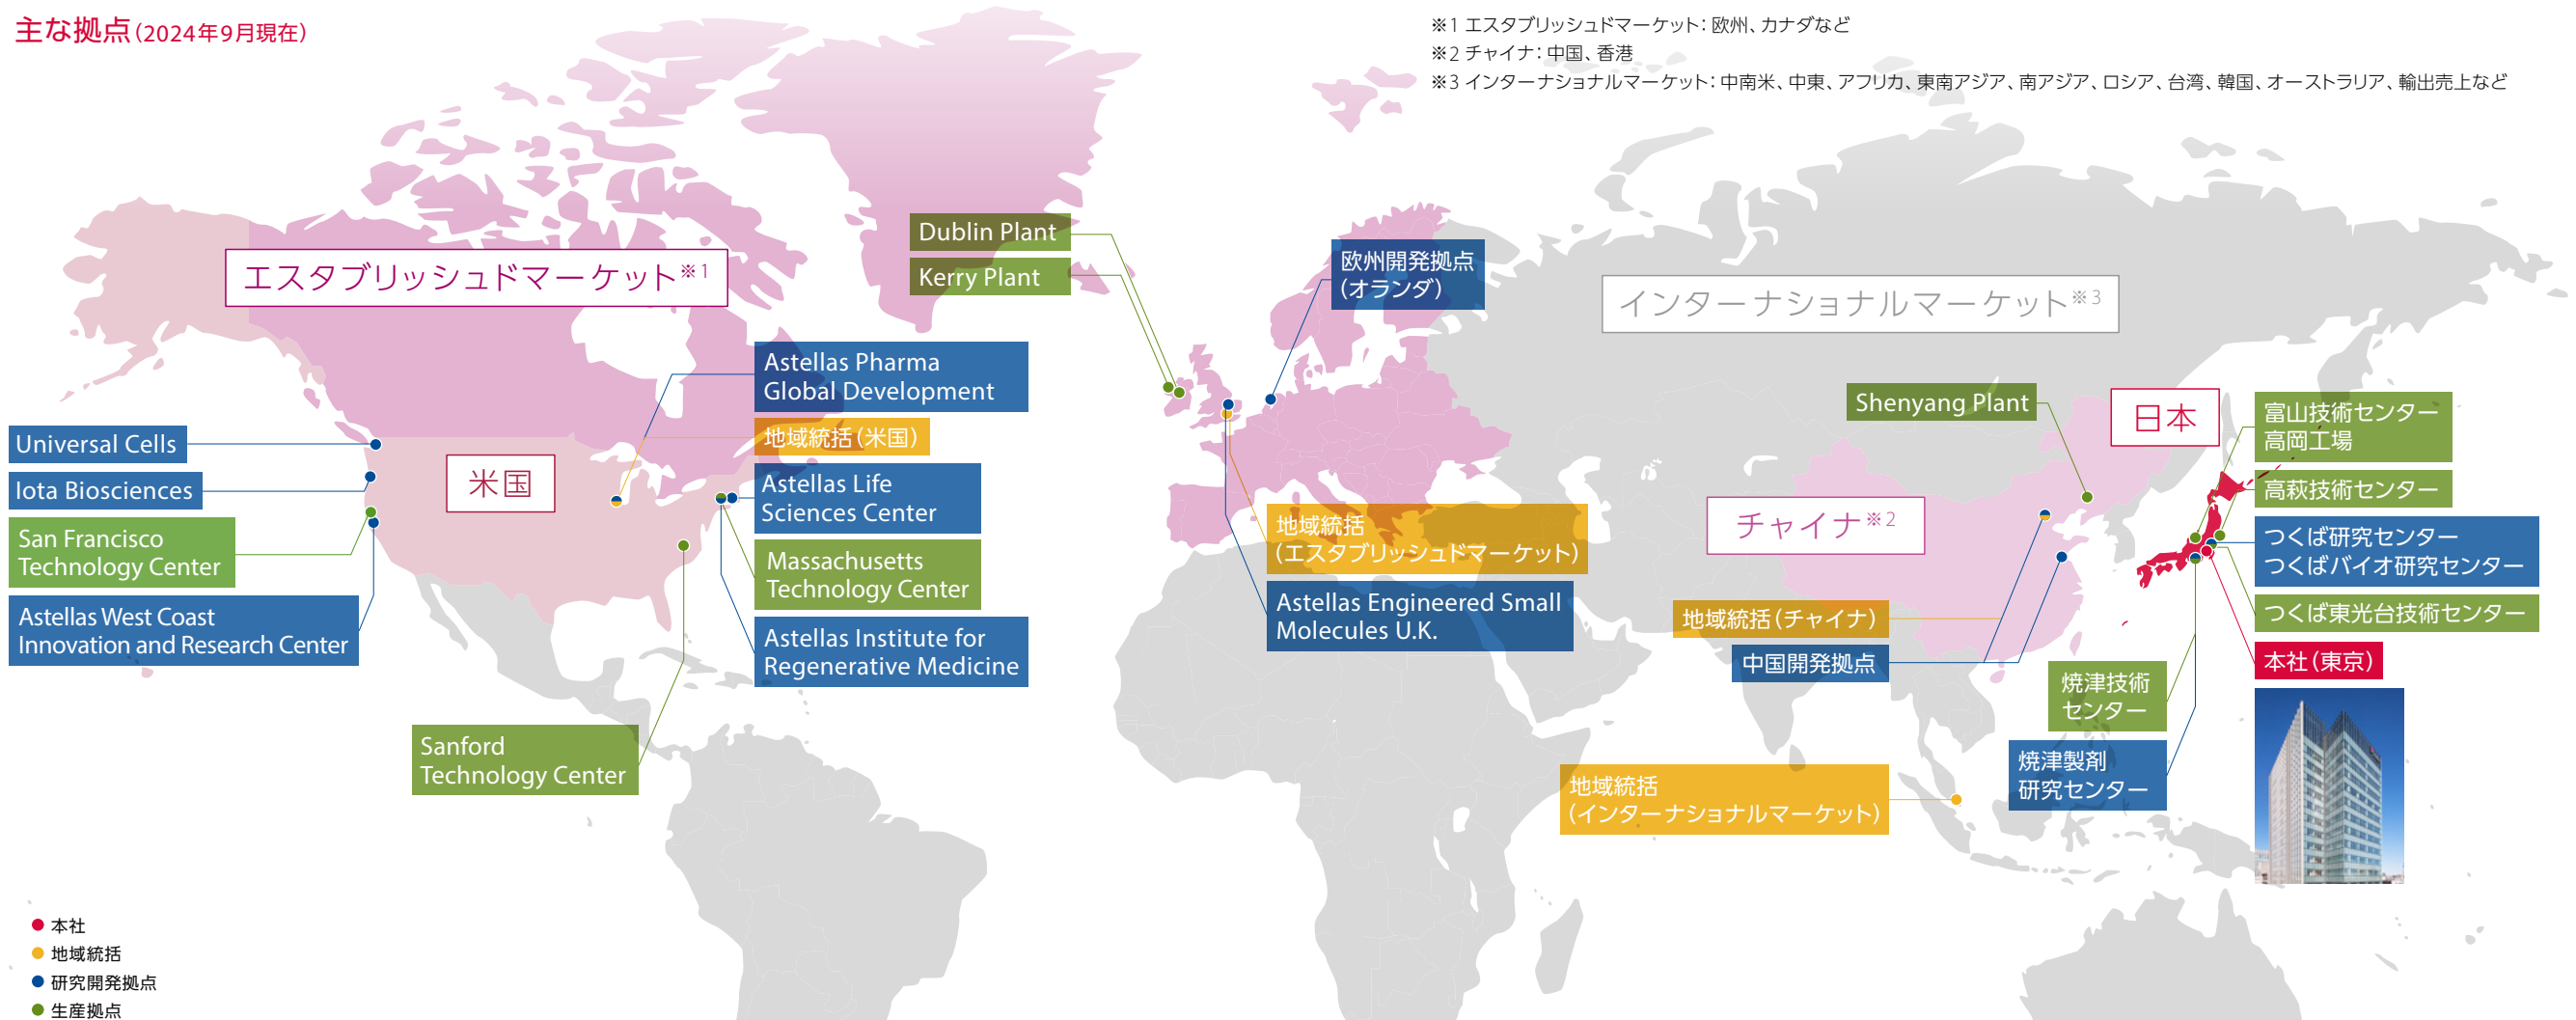 主な拠点(2024年9月現在)
※1 エスタブリッシュドマーケット：欧州、カナダなど
※2 チャイナ：中国、香港
※3 インターナショナルマーケット：中南米、中東、アフリカ、東南アジア、南アジア、ロシア、台湾、韓国、オーストラリア、輸出売上など
エスタブリッシュドマーケット※1
Dublin Plant
Kerry Plant
欧州開発拠点
(オランダ)
インターナショナルマーケット※3
Astellas Pharma
Global Development
地域統括(米国)
Universal Cells
Iota Biosciences
San Francisco
Technology Center
Astellas West Coast
Innovation and Research Center
米国
Astellas Life
Sciences Center
Massachusetts
Technology Center
Astellas Institute for
Regenerative Medicine
Sanford
Technology Center
地域統括
(エスタブリッシュドマーケット)
Astellas Engineered Small
Molecules U.K.
Shenyang Plant
チャイナ※2
地域統括(チャイナ)
中国開発拠点
地域統括
(インターナショナルマーケット)
日本
富山技術センター
高岡工場
高萩技術センター
つくば研究センター
つくばバイオ研究センター
つくば東光台技術センター
本社(東京)
焼津技術
センター
焼津製剤
研究センター
本社
地域統括
研究開発拠点
生産拠点